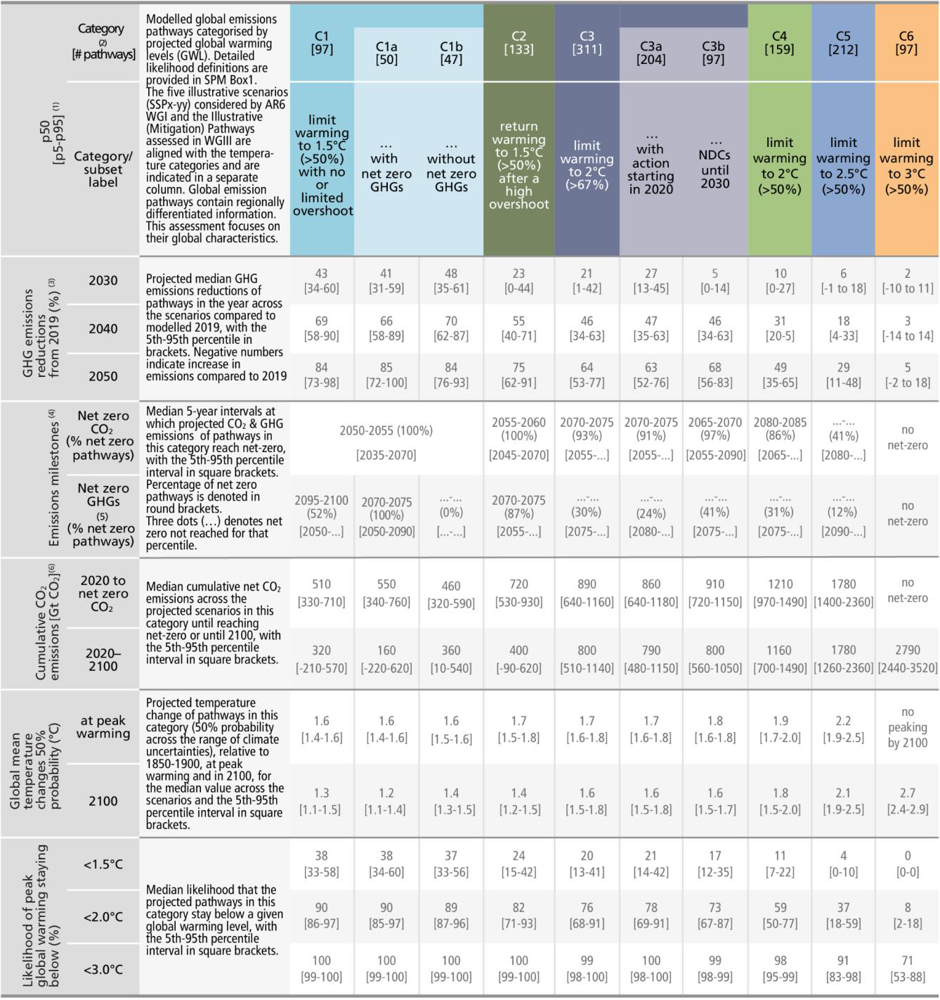 p50
[p5-p95] (1)
Category
(2)
[# pathways]
Modelled global emissions
pathways categorised by
projected global warming
levels (GWL). Detailed
likelihood definitions are
provided in SPM Box1.
The five illustrative scenarios
(SSPx-yy) considered by AR6
WGI and the Illustrative
(Mitigation) Pathways
assessed in WGIII are
aligned with the tempera-
ture categories and are
indicated in a separate
column. Global emission
pathways contain regionally
differentiated information.
This assessment focuses on
their global characteristics.
C1
[97]
C1a
[50]
C1b
[47]
C2
[133]
C3
[311]
C3a
[204]
C3b
[97]
C4
[159]
C5
[212]
C6
[97]
Category/
subset
label
limit
warming
to 1.5°C
(>50%)
with no
or
limited
overshoot
...
with
net zero
GHGs
...
without
net zero
GHGs
return
warming
to 1.5°C
(>50%)
after a
high
overshoot
limit
warming
to 2°C
(>67%)
...
with
action
starting
in 2020
...
NDCs
until
2030
limit
warming
to 2°C
(>50%)
limit
warming
to 2.5°C
(>50%)
limit
warming
to 3°C
(>50%)
GHG emissions
reductions
from 2019 (%) (3)
Projected median GHG
emissions reductions of
pathways in the year across
the scenarios compared to
modelled 2019, with the
5th-95th percentile in
brackets. Negative numbers
indicate increase in
emissions compared to 2019
2030
43 41 48 23 21 27 5 10 6 2
[34-60] [31-59] [35-61] [0-44] [1-42] [13-45] [0-14] [0-27] [-1 to 18] [-10 to 11]
2040
69 66 70 55 46 47 46 31 18 3
[58-90] [58-89] [62-87] [40-71] [34-63] [35-63] [34-63] [20-5] [4-33] [-14 to 14]
2050
84 85 84 75 64 63 68 49 29 5
[73-98] [72-100] [76-93] [62-91] [53-77] [52-76] [56-83] [35-65] [11-48] [-2 to 18]
Emissions milestones (4)
Median 5-year intervals at
which projected CO₂ & GHG
emissions of pathways in
this category reach net-zero,
with the 5th-95th percentile
interval in square brackets.
Percentage of net zero
pathways is denoted in
round brackets.
Three dots (…) denotes net
zero not reached for that
percentile.
Net zero
CO₂
(% net zero
pathways)
2050-2055 (100%)
[2035-2070]
2055-2060
(100%)
[2045-2070]
2070-2075
(93%)
[2055-...]
2070-2075
(91%)
[2055-...]
2065-2070
(97%)
[2055-2090]
2080-2085
(86%)
[2065-...]
...-...
(41%)
[2080-...]
no
net-zero
Net zero
GHGs
(5)
(% net zero
pathways)
2095-2100
(52%)
[2050-...]
2070-2075
(100%)
[2050-2090]
...-...
(0%)
[...-...]
2070-2075
(87%)
[2055-...]
...-...
(30%)
[2075-...]
...-...
(24%)
[2080-...]
...-...
(41%)
[2075-...]
...-...
(31%)
[2075-...]
...-...
(12%)
[2090-...]
no
net-zero
Cumulative CO₂
emissions [Gt CO₂](6)
Median cumulative net CO₂
emissions across the
projected scenarios in this
category until reaching
net-zero or until 2100, with
the 5th-95th percentile
interval in square brackets.
2020 to
net zero
CO₂
510 550 460 720 890 860 910 1210 1780 no
[330-710] [340-760] [320-590] [530-930] [640-1160] [640-1180] [720-1150] [970-1490] [1400-2360] net-zero
2020–
2100
320 160 360 400 800 790 800 1160 1780 2790
[-210-570] [-220-620] [10-540] [-90-620] [510-1140] [480-1150] [560-1050] [700-1490] [1260-2360] [2440-3520]
Global mean
temperature
changes 50%
probability (°C)
Projected temperature
change of pathways in this
category (50% probability
across the range of climate
uncertainties), relative to
1850-1900, at peak
warming and in 2100, for
the median value across the
scenarios and the 5th-95th
percentile interval in square
brackets.
at peak
warming
1.6 1.6 1.6 1.7 1.7 1.7 1.8 1.9 2.2
[1.4-1.6] [1.4-1.6] [1.5-1.6] [1.5-1.8] [1.6-1.8] [1.6-1.8] [1.6-1.8] [1.7-2.0] [1.9-2.5]
no
peaking
by 2100
2100
1.3 1.2 1.4 1.4 1.6 1.6 1.6 1.8 2.1 2.7
[1.1-1.5] [1.1-1.4] [1.3-1.5] [1.2-1.5] [1.5-1.8] [1.5-1.8] [1.5-1.7] [1.5-2.0] [1.9-2.5] [2.4-2.9]
Likelihood of peak
global warming staying
below (%)
Median likelihood that the
projected pathways in this
category stay below a given
global warming level, with
the 5th-95th percentile
interval in square brackets.
<1.5°C
38 38 37 24 20 21 17 11 4 0
[33-58] [34-60] [33-56] [15-42] [13-41] [14-42] [12-35] [7-22] [0-10] [0-0]
<2.0°C
90 90 89 82 76 78 73 59 37 8
[86-97] [85-97] [87-96] [71-93] [68-91] [69-91] [67-87] [50-77] [18-59] [2-18]
<3.0°C
100 100 100 100 99 100 99 98 91 71
[99-100] [99-100] [99-100] [99-100] [98-100] [98-100] [98-99] [95-99] [83-98] [53-88]